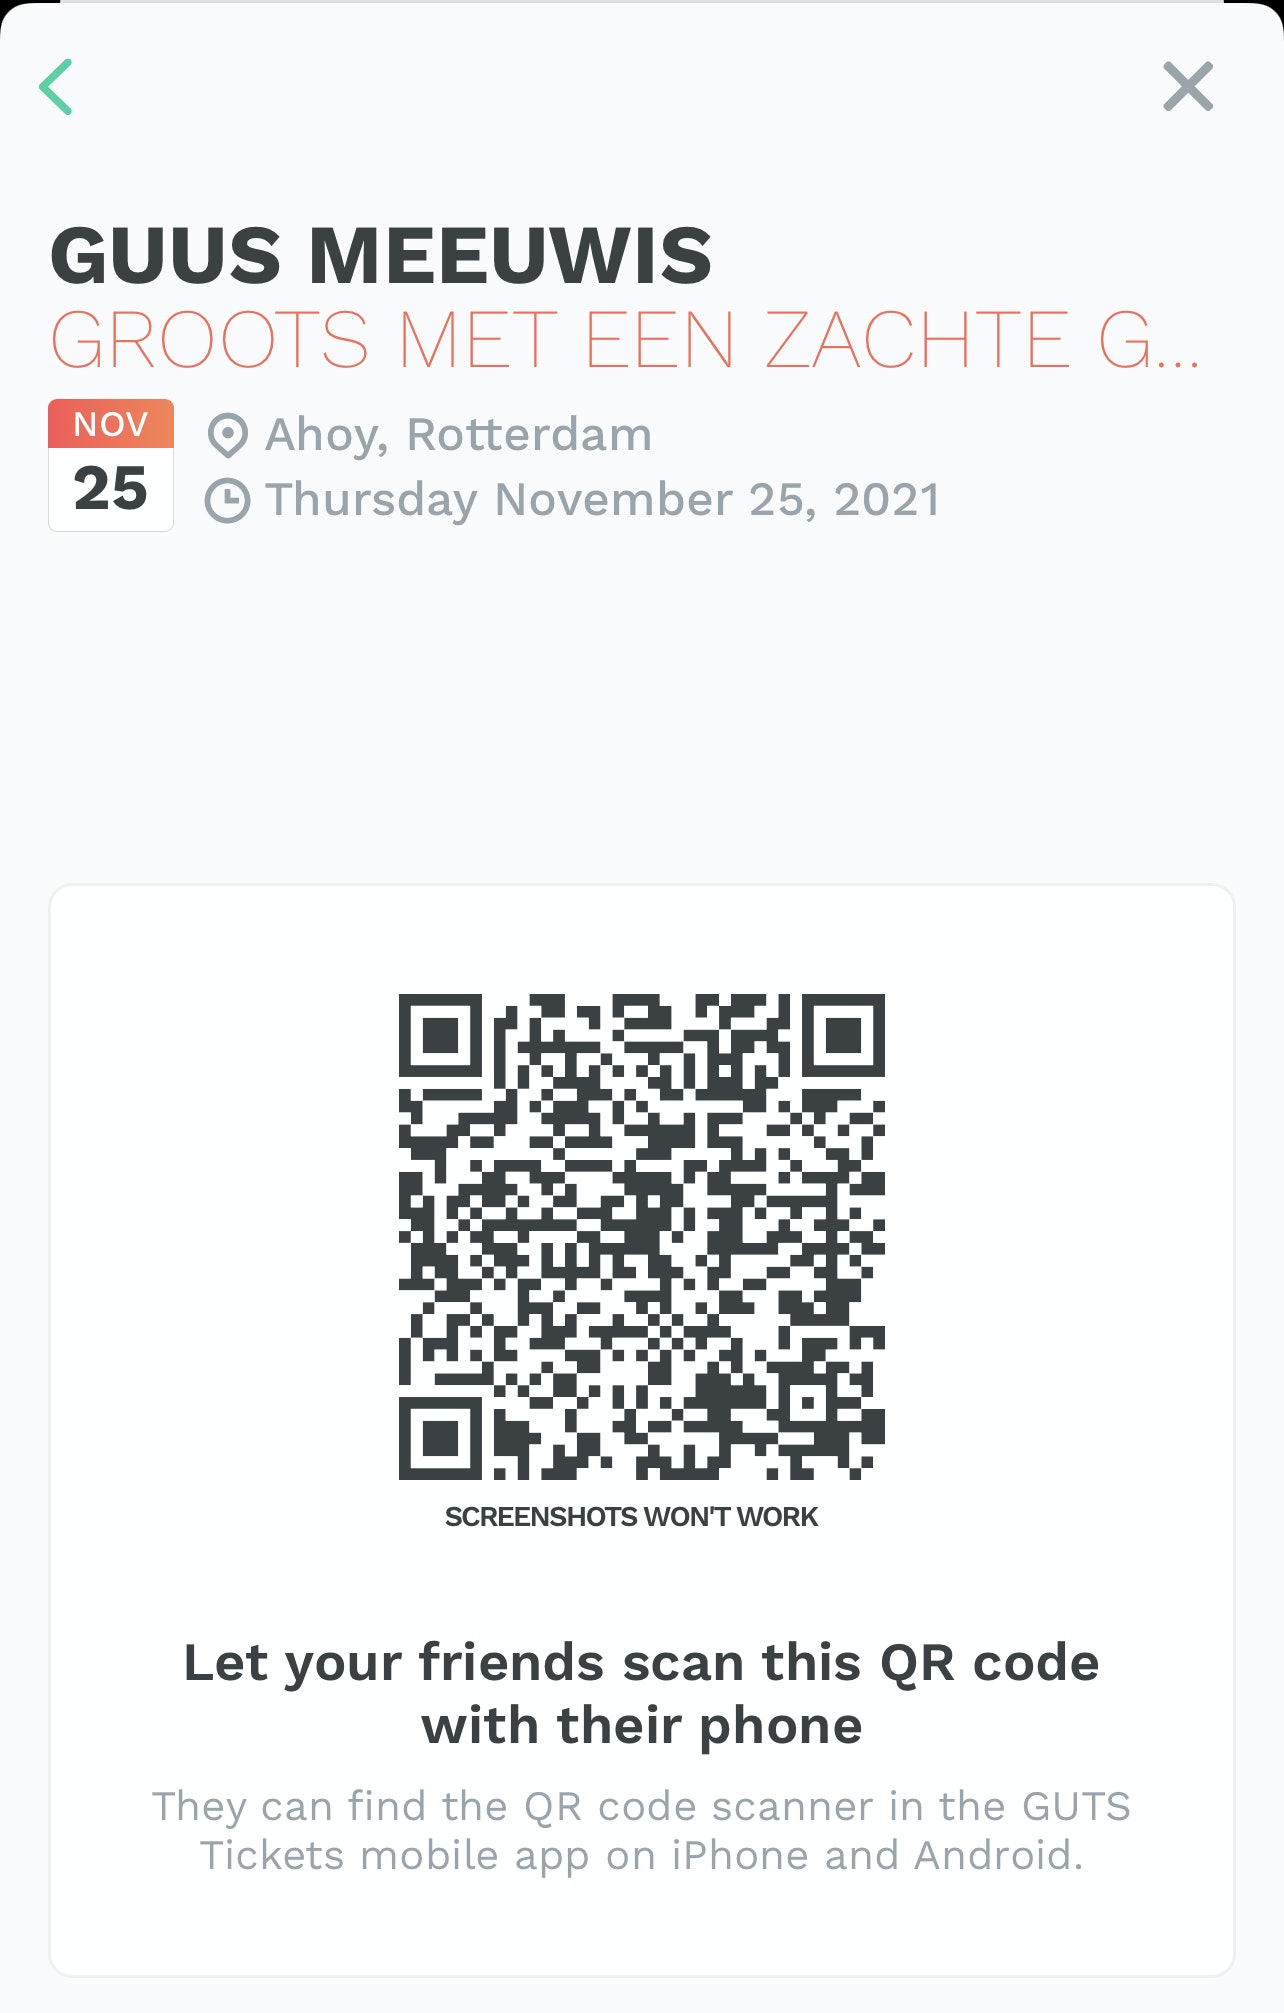 GUUS MEEUWIS
GROOTS MET EEN ZACHTE G...
NOV
25
Ahoy, Rotterdam
Thursday November 25, 2021
SCREENSHOTS WON'T WORK
Let your friends scan this QR code
with their phone
They can find the QR code scanner in the GUTS
Tickets mobile app on iPhone and Android.